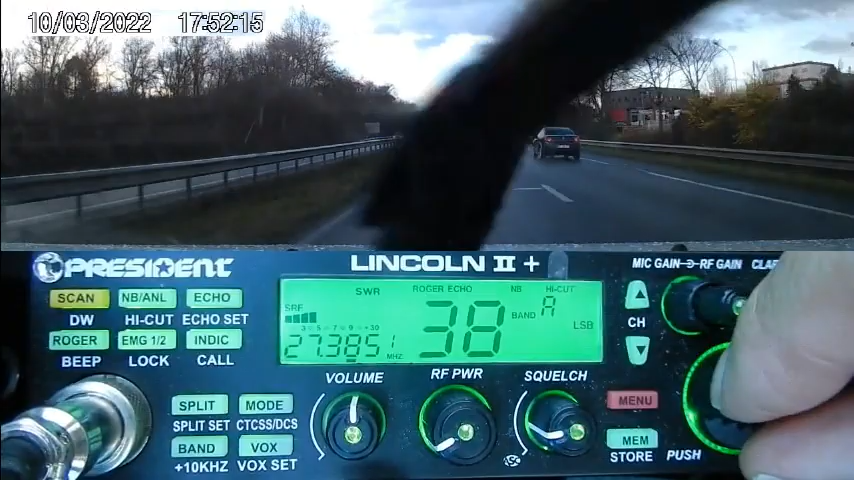 10/03/2022 17:52:15
PRESIDENT LINCOLN II +
MIC GAIN RF GAIN CLAR
SCAN NB/ANL ECHO
DW HI-CUT ECHO SET
ROGER EMG 1/2 INDIC
BEEP LOCK CALL
SWR ROGER ECHO NB HI-CUT
SRF
38 BAND A LSB
27.3851 MHZ
CH
VOLUME RF PWR SQUELCH
SPLIT MODE
SPLIT SET CTCSS/DCS
BAND VOX
+10KHZ VOX SET
ASC
MENU
MEM
STORE PUSH